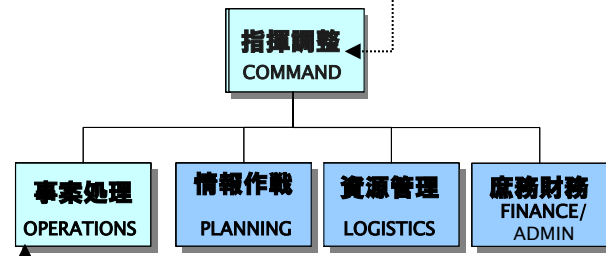 指揮調整
COMMAND
事案処理
OPERATIONS
情報作戦
PLANNING
資源管理
LOGISTICS
庶務財務
FINANCE/
ADMIN